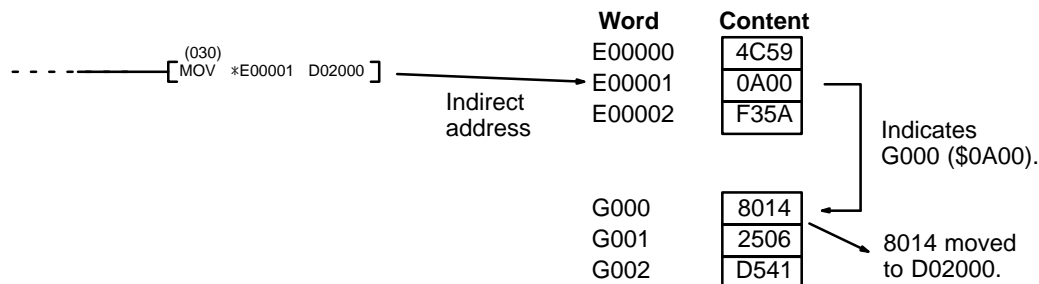 Word Content
(030)
MOV *E00001 D02000
E00000 4C59
E00001 0A00
E00002 F35A
Indirect
address
Indicates
G000 ($0A00).
G000 8014
G001 2506
G002 D541
8014 moved
to D02000.